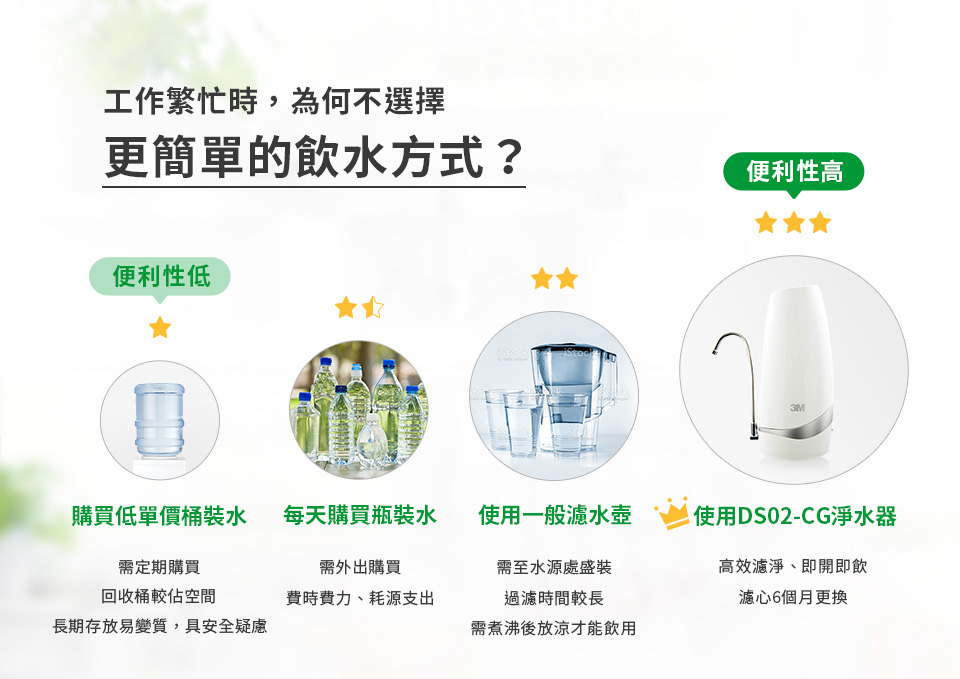 工作繁忙時，為何不選擇
更簡單的飲水方式？
便利性高
便利性低
iStock
iStock
3M
購買低單價桶裝水
每天購買瓶裝水
使用一般濾水壺
使用DS02-CG淨水器
需定期購買
回收桶較佔空間
長期存放易變質，具安全疑慮
需外出購買
費時費力、耗源支出
需至水源處盛裝
過濾時間較長
需煮沸後放涼才能飲用
高效濾淨、即開即飲
濾心6個月更換